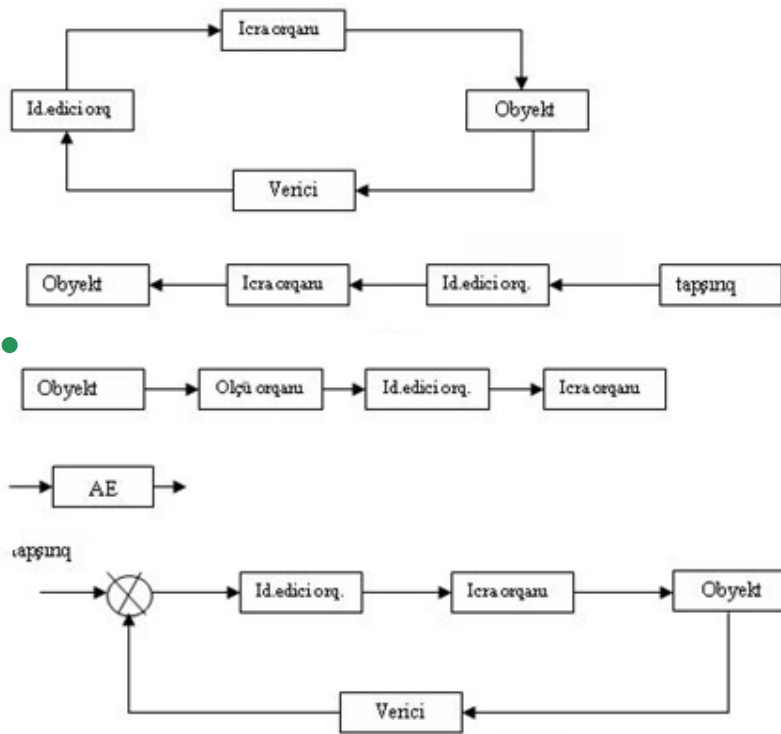 Icra orqanı
Id.edici orq
Obyekt
Verici
Obyekt
Icra orqanı
Id.edici orq.
tapşırıq
Obyekt
Olçü orqanı
Id.edici orq.
Icra orqanı
AE
tapşırıq
Id.edici orq.
Icra orqanı
Obyekt
Verici